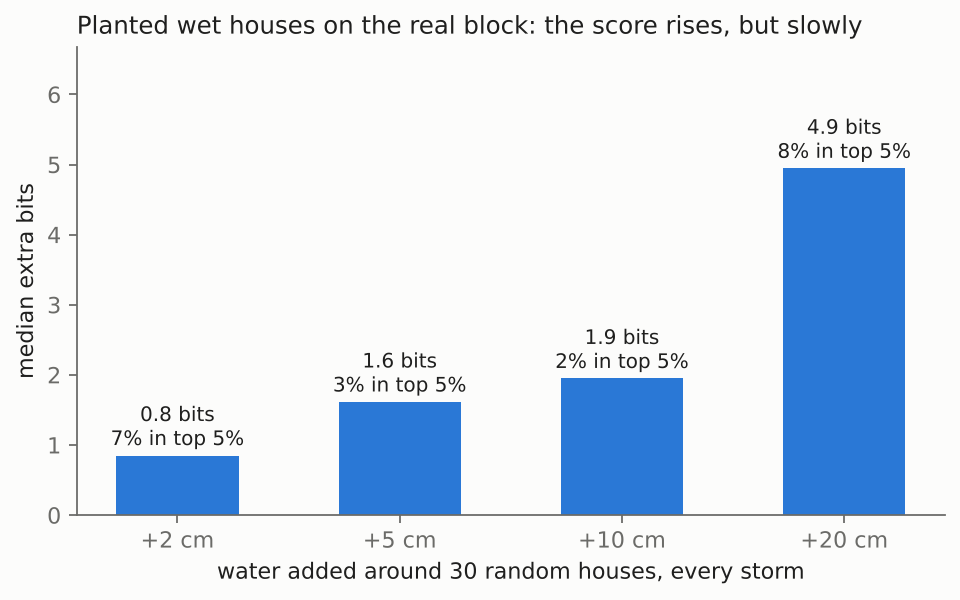 Planted wet houses on the real block: the score rises, but slowly
median extra bits
6
5
4
3
2
1
0
0.8 bits
7% in top 5%
1.6 bits
3% in top 5%
1.9 bits
2% in top 5%
4.9 bits
8% in top 5%
+2 cm
+5 cm
+10 cm
+20 cm
water added around 30 random houses, every storm